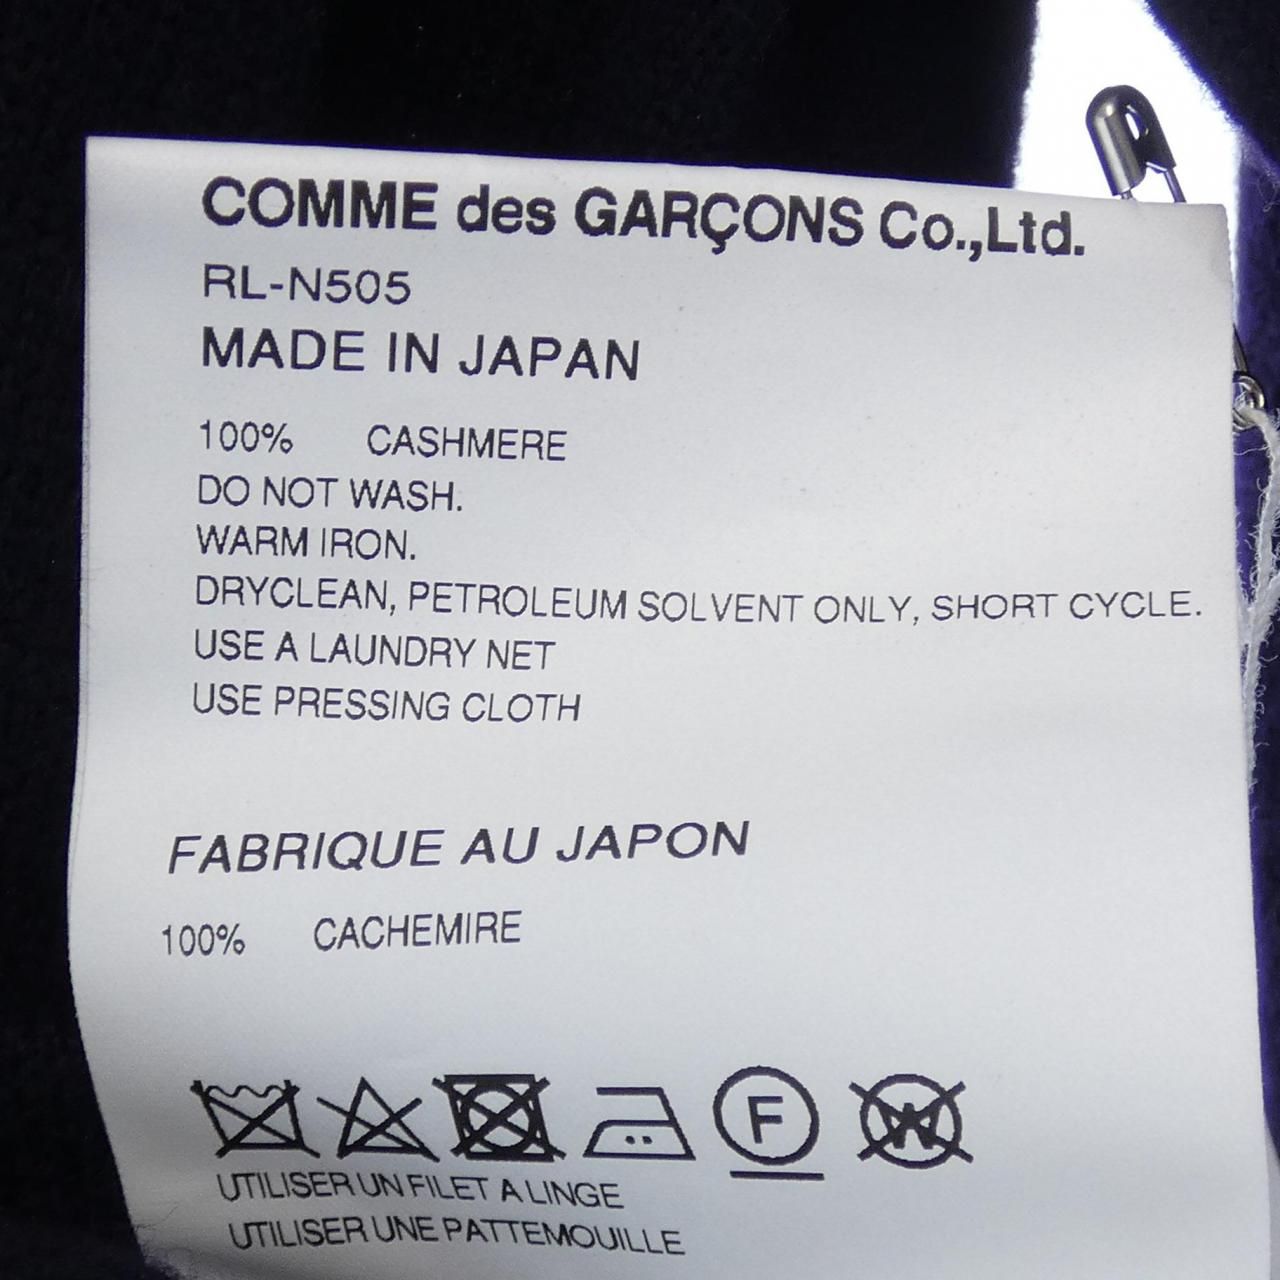 COMME des GARÇONS Co.,Ltd.
RL-N505
MADE IN JAPAN
100% CASHMERE
DO NOT WASH.
WARM IRON.
DRYCLEAN, PETROLEUM SOLVENT ONLY, SHORT CYCLE.
USE A LAUNDRY NET
USE PRESSING CLOTH
FABRIQUE AU JAPON
100% CACHEMIRE
F W
UTILISER UN FILET A LINGE
UTILISER UNE PATTEMOUILLE